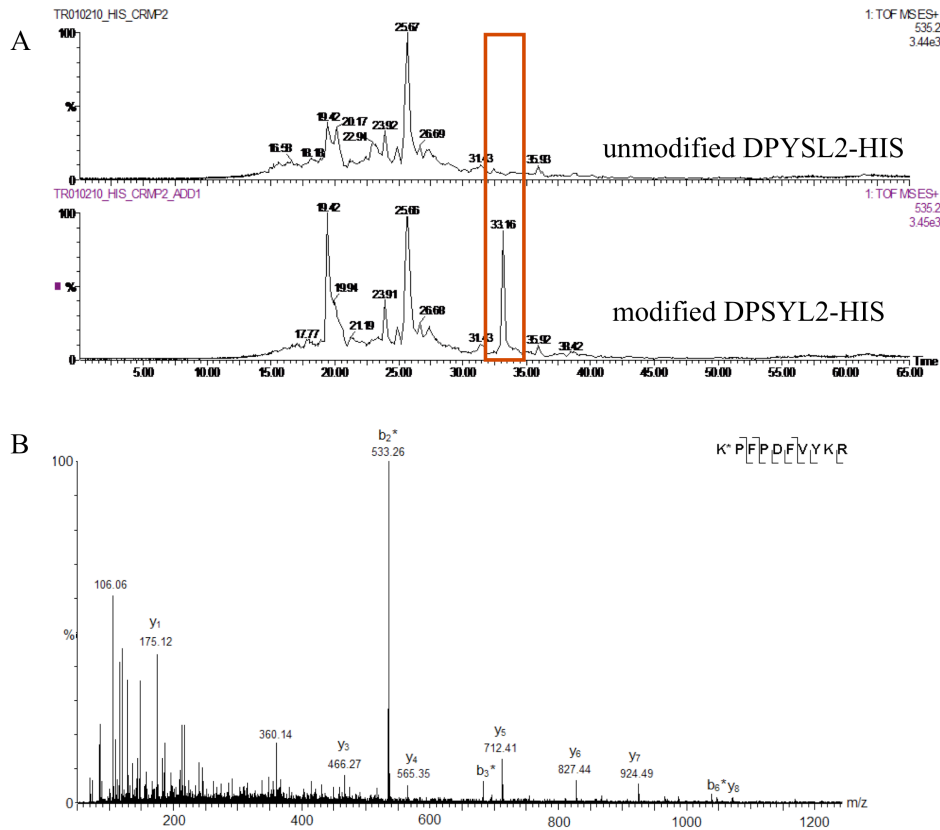 A
TR010210_HIS_CRMP2
1: TOF MS ES+
535.2
3.44e3
100
%
0
16.53
18.18
19.42
20.17
22.94
23.92
25.67
26.69
31.43
35.93
unmodified DPYSL2-HIS
TR010210_HIS_CRMP2_ADD1
1: TOF MS ES+
535.2
3.45e3
100
%
0
17.77
19.42
19.94
21.19
23.91
25.66
26.68
31.43
33.16
35.92
38.42
modified DPSYL2-HIS
Time
5.00 10.00 15.00 20.00 25.00 30.00 35.00 40.00 45.00 50.00 55.00 60.00 65.00
B
K* P F P D F V Y K R
100
%
0
106.06
y1
175.12
360.14
y3
466.27
b2*
533.26
y4
565.35
b3*
y5
712.41
y6
827.44
y7
924.49
b6* y8
200 400 600 800 1000 1200 m/z